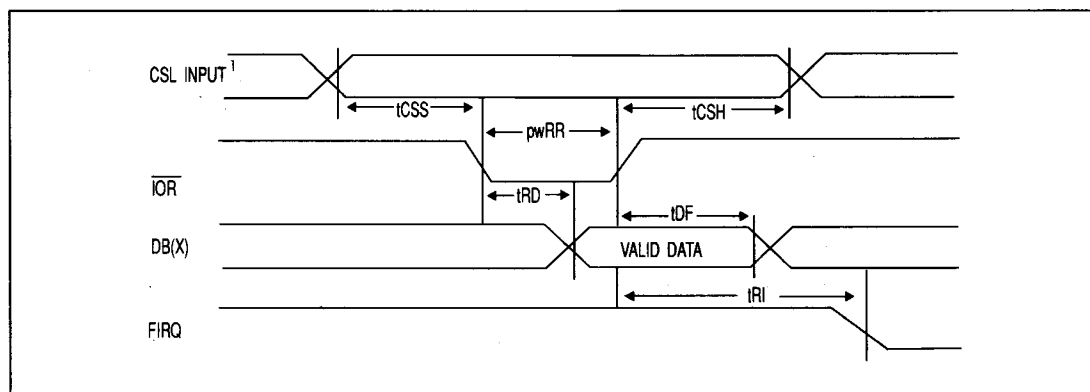 CSL INPUT 1
tCSS
tCSH
pwRR
IOR
tRD
tDF
DB(X)
VALID DATA
tRI
FIRQ